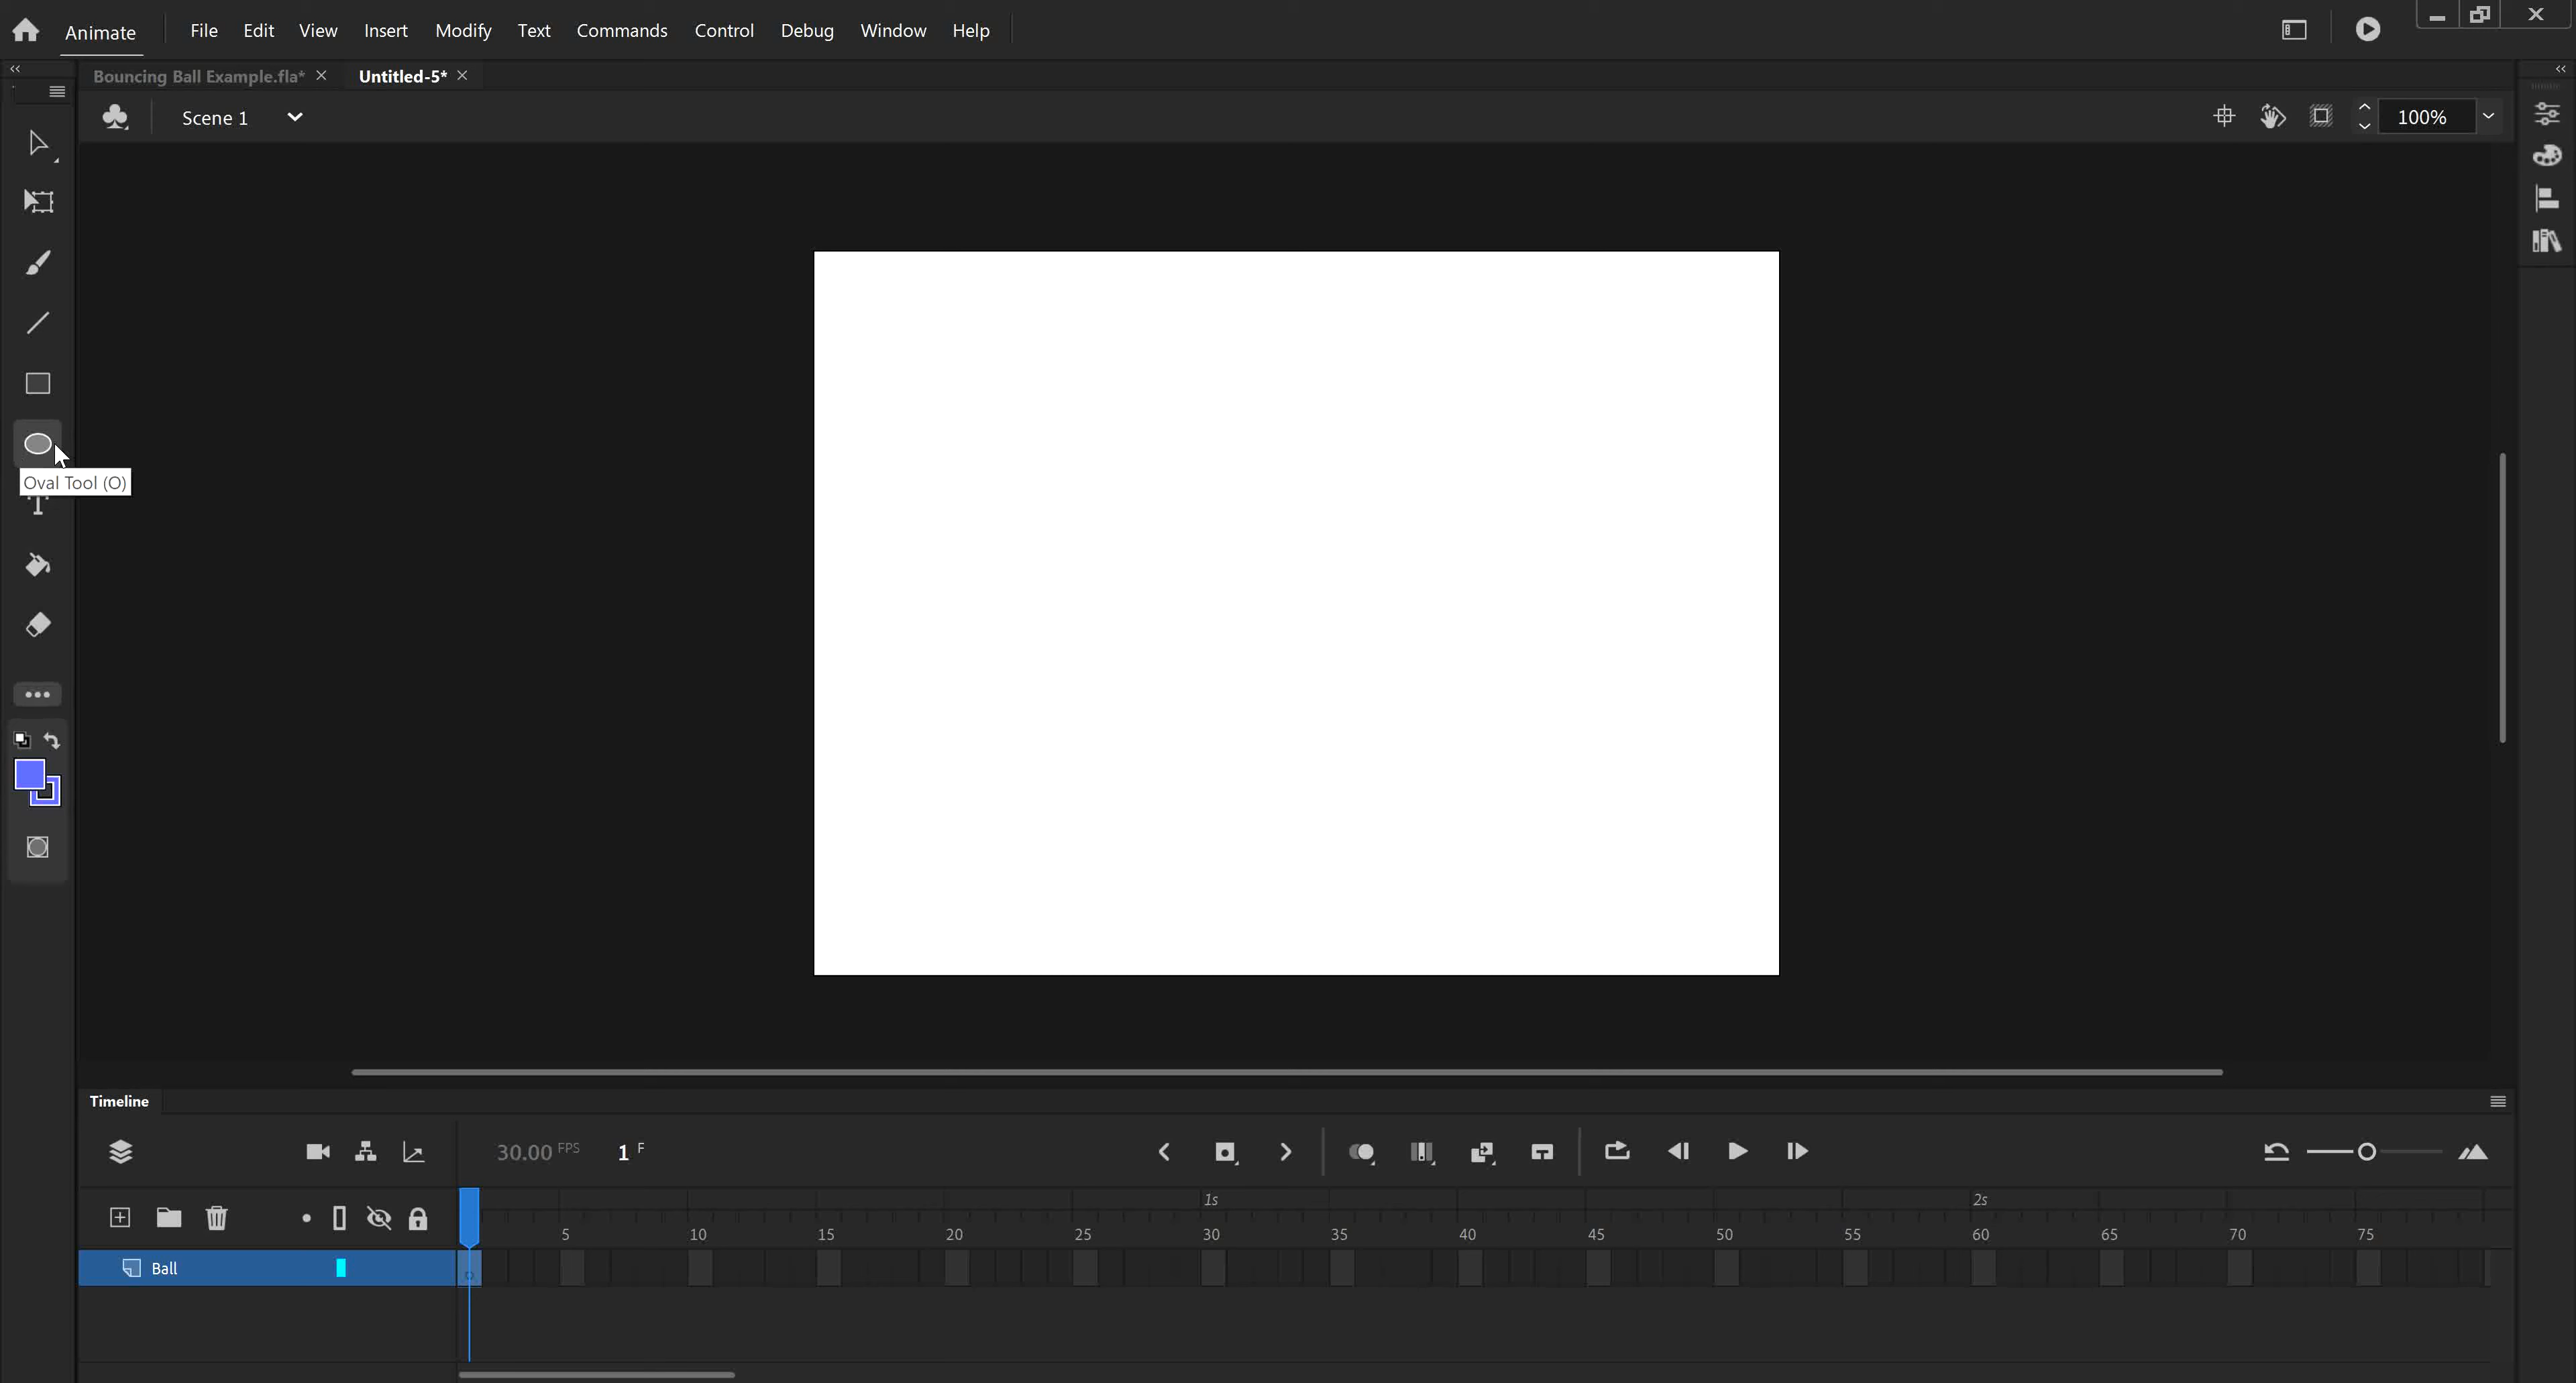 Animate File Edit View Insert Modify Text Commands Control Debug Window Help
Bouncing Ball Example.fla* Untitled-5*
Scene 1 100%
Oval Tool (O)
Timeline
30.00 FPS 1 F
1s 2s
5 10 15 20 25 30 35 40 45 50 55 60 65 70 75
Ball